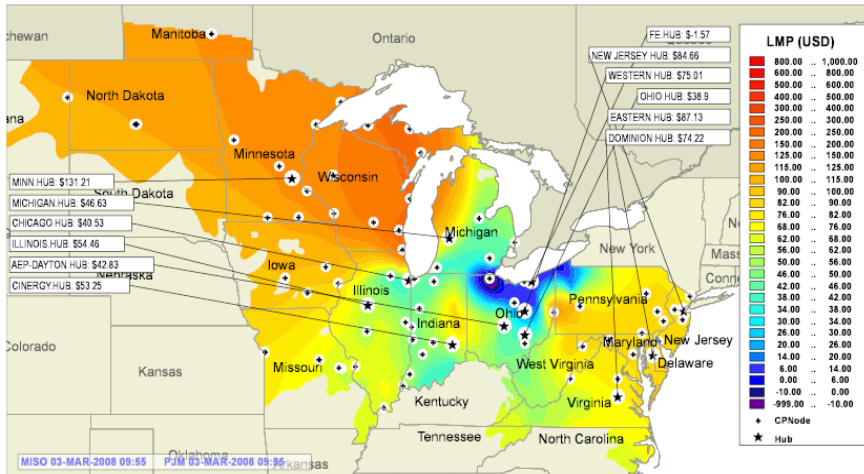 chewan
Manitoba
Ontario
North Dakota
Minnesota
Wisconsin
South Dakota
Michigan
New York
Mass
Conne
Iowa
Nebraska
Illinois
Indiana
Ohio
Pennsylvania
New Jersey
Maryland
Delaware
West Virginia
Virginia
Colorado
Kansas
Missouri
Kentucky
Tennessee
North Carolina
Oklahoma
Arkansas
ana
FE.HUB: $-1.57
NEW JERSEY HUB: $84.66
WESTERN HUB: $75.01
OHIO HUB: $38.9
EASTERN HUB: $87.13
DOMINION HUB: $74.22
MINN.HUB: $131.21
MICHIGAN.HUB: $46.63
CHICAGO HUB: $40.53
ILLINOIS.HUB: $54.46
AEP-DAYTON HUB: $42.83
CINERGY.HUB: $53.25
LMP (USD)
800.00 .. 1,000.00
600.00 .. 800.00
500.00 .. 600.00
400.00 .. 500.00
300.00 .. 400.00
250.00 .. 300.00
200.00 .. 250.00
150.00 .. 200.00
125.00 .. 150.00
115.00 .. 125.00
100.00 .. 115.00
90.00 .. 100.00
82.00 .. 90.00
76.00 .. 82.00
68.00 .. 76.00
62.00 .. 68.00
56.00 .. 62.00
50.00 .. 56.00
46.00 .. 50.00
42.00 .. 46.00
38.00 .. 42.00
34.00 .. 38.00
30.00 .. 34.00
26.00 .. 30.00
20.00 .. 26.00
14.00 .. 20.00
6.00 .. 14.00
0.00 .. 6.00
-10.00 .. 0.00
-999.00 .. -10.00
CPNode
Hub
MISO 03-MAR-2008 09:55 PJM 03-MAR-2008 09:55